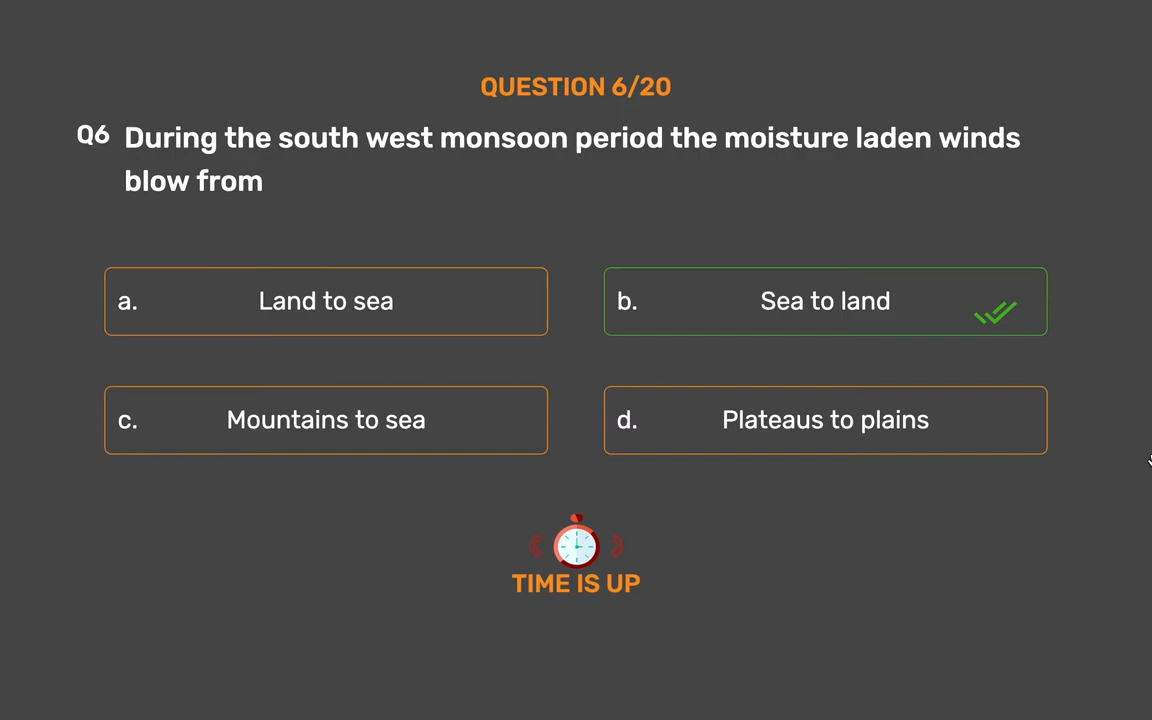 QUESTION 6/20
Q6 During the south west monsoon period the moisture laden winds
blow from
a. Land to sea
b. Sea to land
c. Mountains to sea
d. Plateaus to plains
TIME IS UP